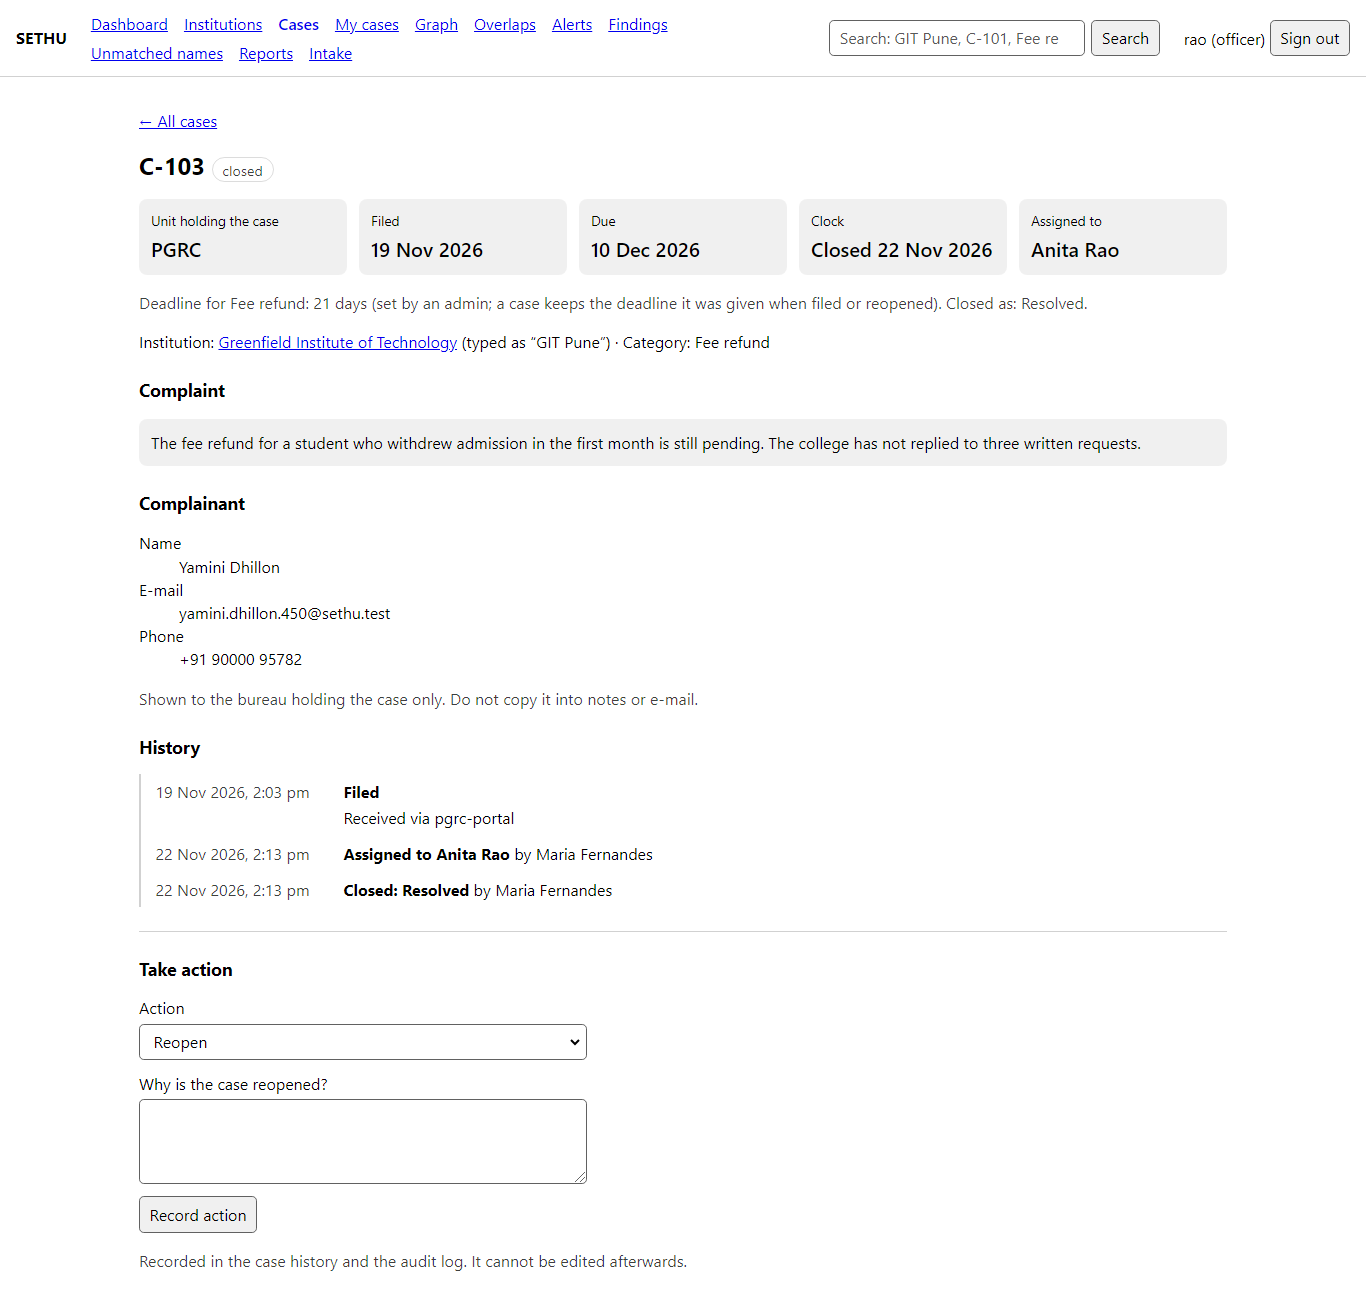 SETHU
Dashboard Institutions Cases My cases Graph Overlaps Alerts Findings
Unmatched names Reports Intake
Search: GIT Pune, C-101, Fee re
Search
rao (officer)
Sign out
← All cases
C-103 closed
Unit holding the case
PGRC
Filed
19 Nov 2026
Due
10 Dec 2026
Clock
Closed 22 Nov 2026
Assigned to
Anita Rao
Deadline for Fee refund: 21 days (set by an admin; a case keeps the deadline it was given when filed or reopened). Closed as: Resolved.
Institution: Greenfield Institute of Technology (typed as “GIT Pune”) · Category: Fee refund
Complaint
The fee refund for a student who withdrew admission in the first month is still pending. The college has not replied to three written requests.
Complainant
Name
Yamini Dhillon
E-mail
yamini.dhillon.450@sethu.test
Phone
+91 90000 95782
Shown to the bureau holding the case only. Do not copy it into notes or e-mail.
History
19 Nov 2026, 2:03 pm Filed
Received via pgrc-portal
22 Nov 2026, 2:13 pm Assigned to Anita Rao by Maria Fernandes
22 Nov 2026, 2:13 pm Closed: Resolved by Maria Fernandes
Take action
Action
Reopen
Why is the case reopened?
Record action
Recorded in the case history and the audit log. It cannot be edited afterwards.